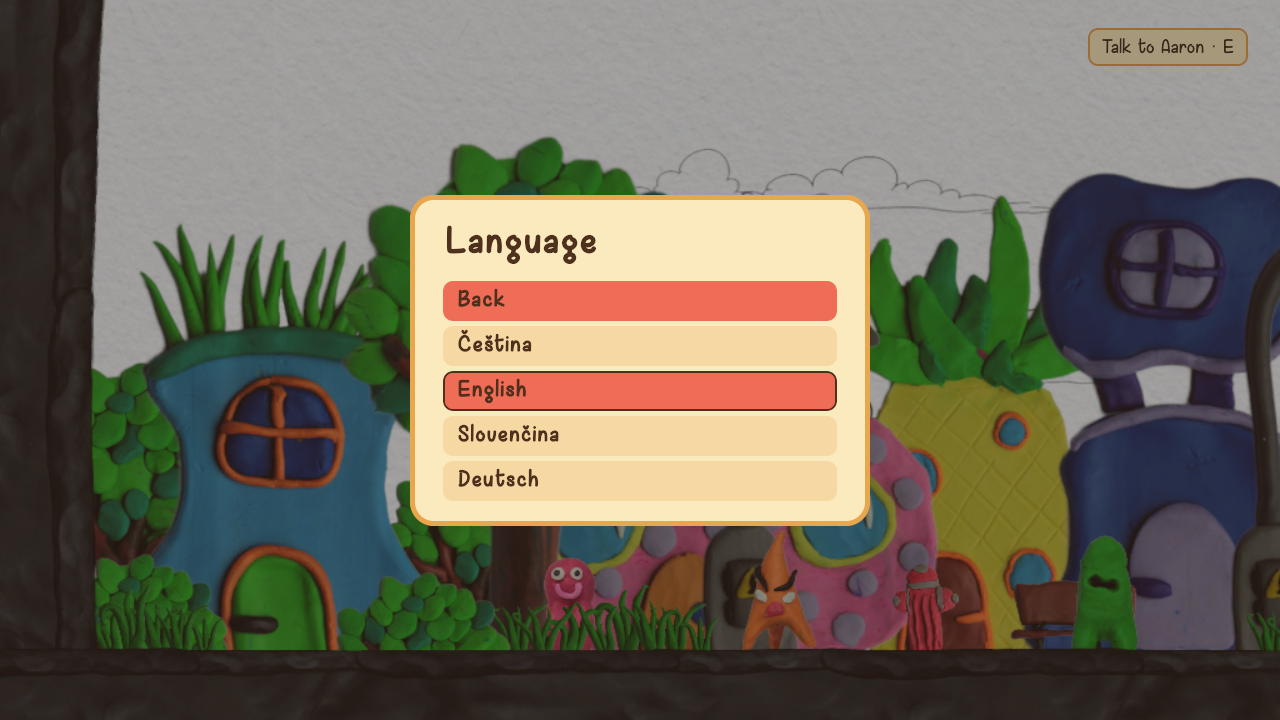 Talk to Aaron · E
Language
Back
Čeština
English
Slovenčina
Deutsch